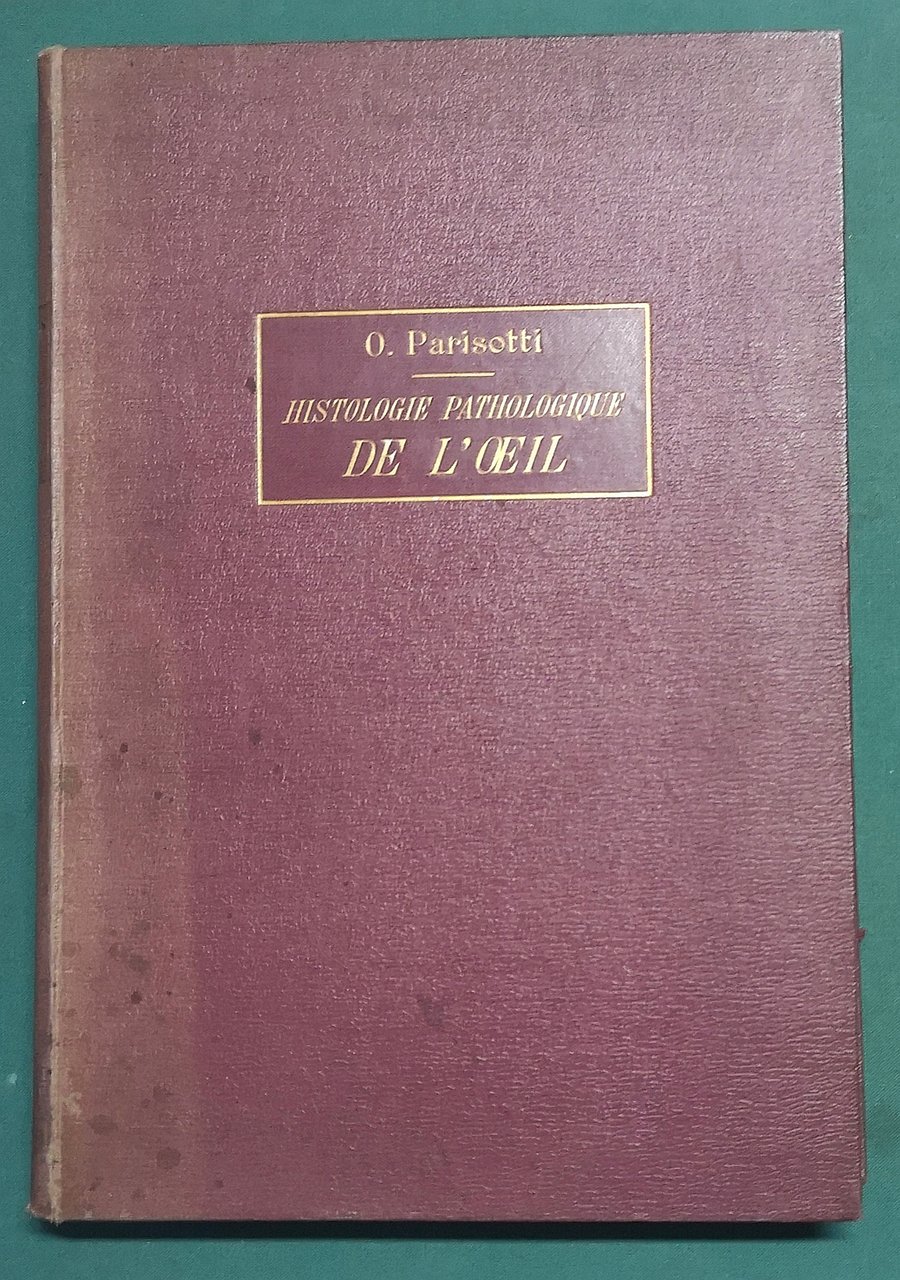 O. Parisotti
HISTOLOGIE PATHOLOGIQUE
DE L'ŒIL